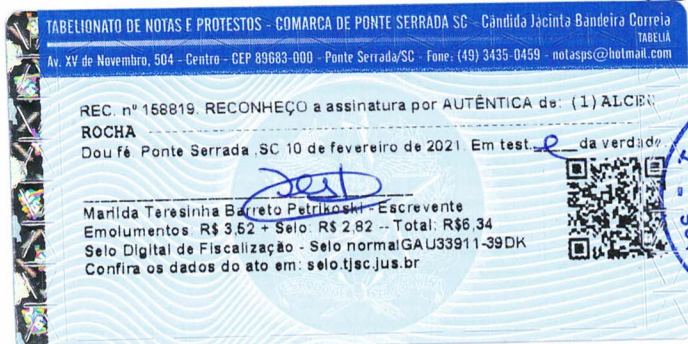 TABELIONATO DE NOTAS E PROTESTOS - COMARCA DE PONTE SERRADA SC - Cândida Jacinta Bandeira Correia
TABELIÃ
Av. XV de Novembro, 504 - Centro - CEP 89683-000 - Ponte Serrada/SC - Fone: (49) 3435-0459 - notasps@hotmail.com
REC. nº 158819. RECONHEÇO a assinatura por AUTÊNTICA de: (1)
ROCHA
Dou fé. Ponte Serrada ,SC 10 de fevereiro de 2021. Em test. da verdade.
Marilda Teresinha Barreto Petrikoski - Escrevente
Emolumentos: R$ 3,52 + Selo: R$ 2,82 -- Total: R$6,34
Selo Digital de Fiscalização - Selo normalGAU33911-39DK
Confira os dados do ato em: selo.tjsc.jus.br